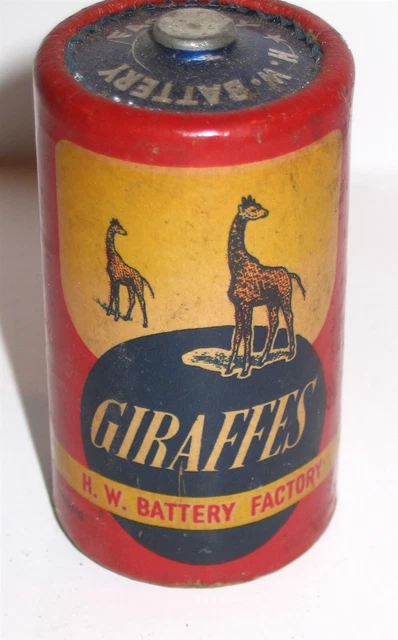 H. W. BATTERY
GIRAFFES
H. W. BATTERY FACTORY